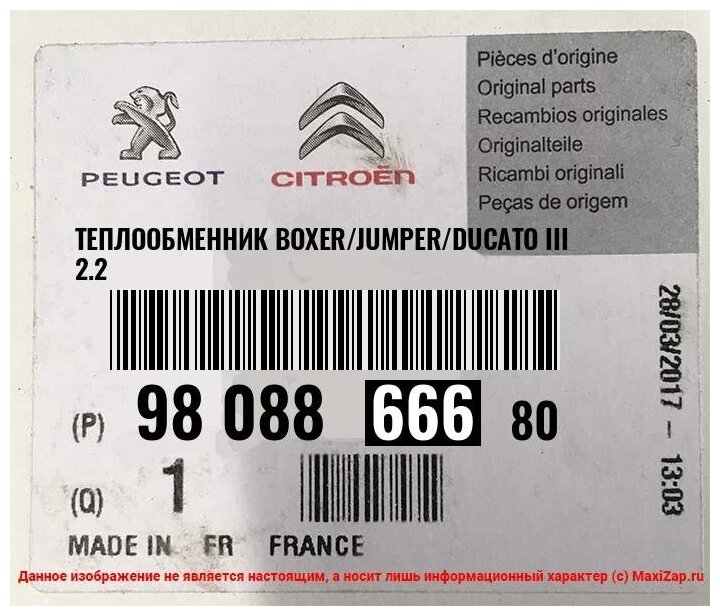 Pièces d'origine
Original parts
Recambios originales
Originalteile
Ricambi originali
Peças de origem
PEUGEOT
CITROËN
ТЕПЛООБМЕННИК BOXER/JUMPER/DUCATO III
2.2
28/03/2017 - 13:03
(P) 98 088 666 80
(Q) 1
MADE IN FR FRANCE
Данное изображение не является настоящим, а носит лишь информационный характер (с) MaxiZap.ru